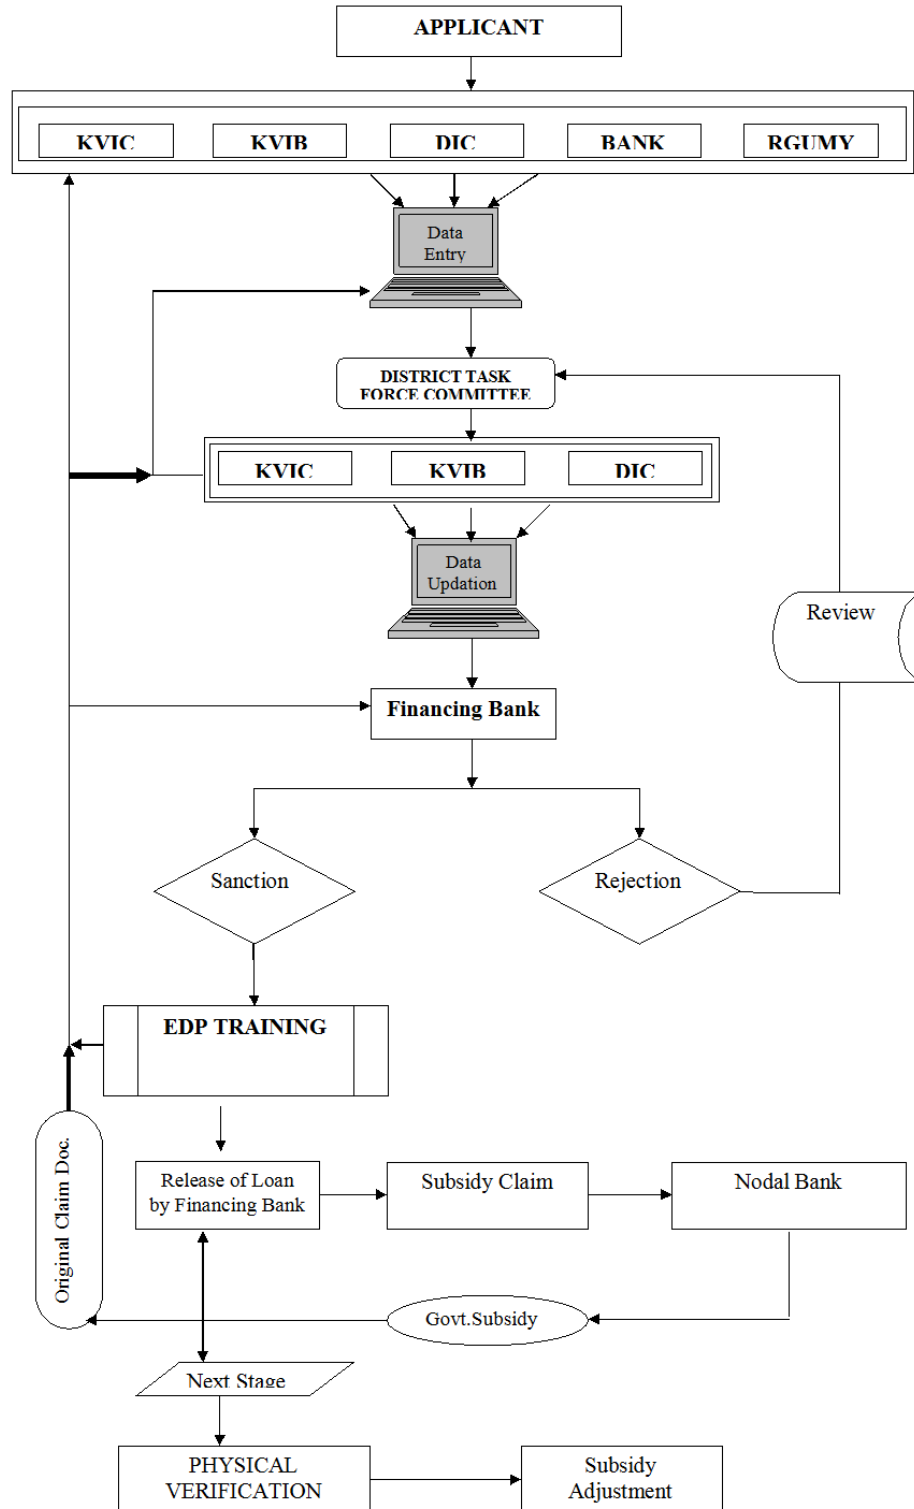 APPLICANT
KVIC KVIB DIC BANK RGUMY
Data
Entry
DISTRICT TASK
FORCE COMMITTEE
KVIC KVIB DIC
Data
Updation
Review
Financing Bank
Sanction
Rejection
EDP TRAINING
Original Claim Doc.
Release of Loan
by Financing Bank
Subsidy Claim
Nodal Bank
Govt.Subsidy
Next Stage
PHYSICAL
VERIFICATION
Subsidy
Adjustment